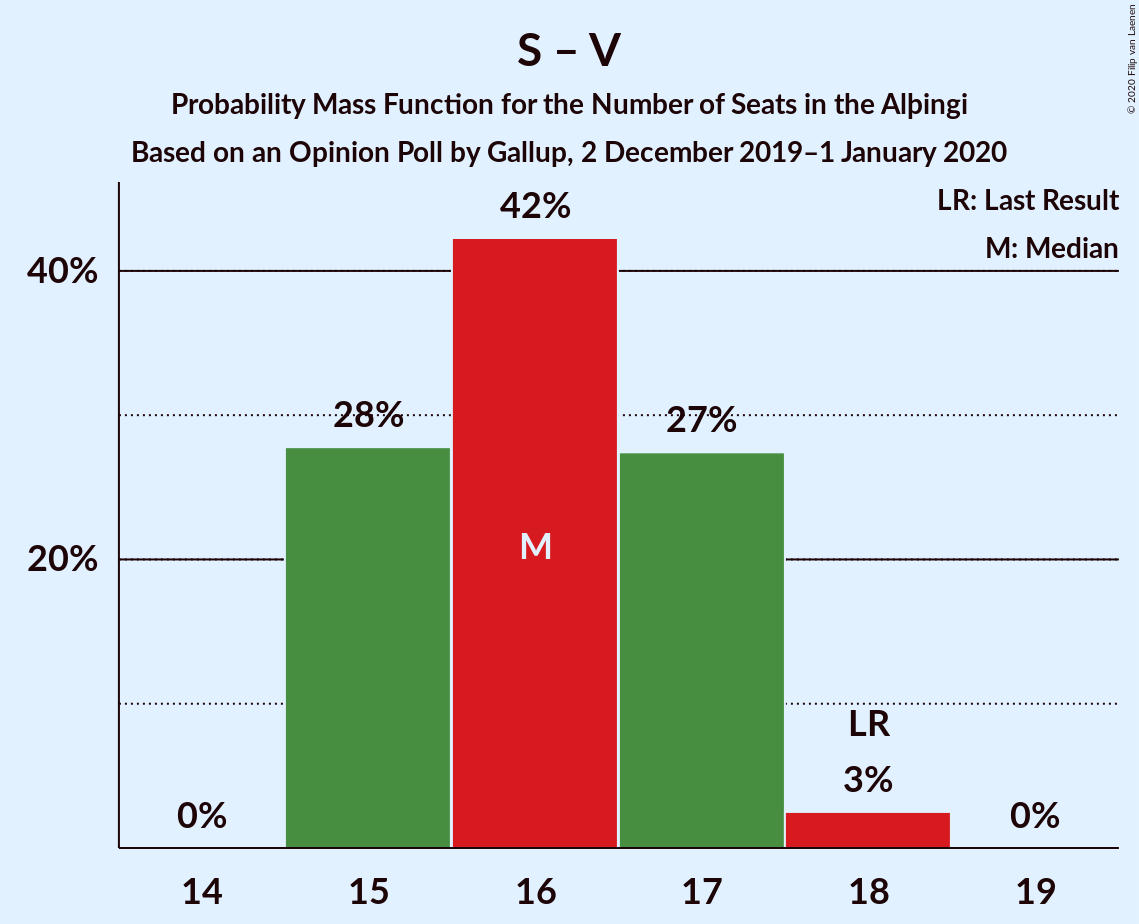 S – V
Probability Mass Function for the Number of Seats in the Alþingi
Based on an Opinion Poll by Gallup, 2 December 2019–1 January 2020
© 2020 Filip van Laenen
LR: Last Result
M: Median
40%
20%
0%
28%
42%
M
27%
LR
3%
0%
14
15
16
17
18
19